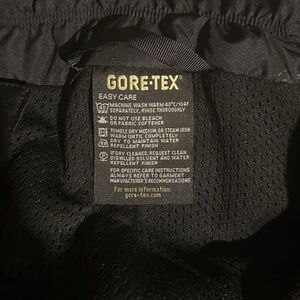 GORE-TEX®
EASY CARE
MACHINE WASH WARM 40°C/104F
SEPARATELY, RINSE THOROUGHLY
DO NOT USE BLEACH
OR FABRIC SOFTENER
TUMBLE DRY MEDIUM, OR STEAM IRON
WARM UNTIL COMPLETELY
DRY TO MAINTAIN WATER
REPELLENT FINISH
IF DRY CLEANED, REQUEST CLEAN
DISTILLED SOLVENT AND WATER
REPELLENT FINISH
FOR SPECIFIC CARE INSTRUCTIONS
ALWAYS REFER TO GARMENT
MANUFACTURER'S RECOMMENDATIONS
For more information:
gore-tex.com